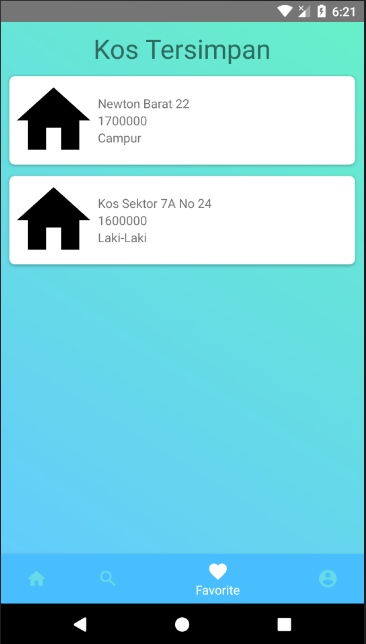 6:21
Kos Tersimpan
Newton Barat 22
1700000
Campur
Kos Sektor 7A No 24
1600000
Laki-Laki
Favorite